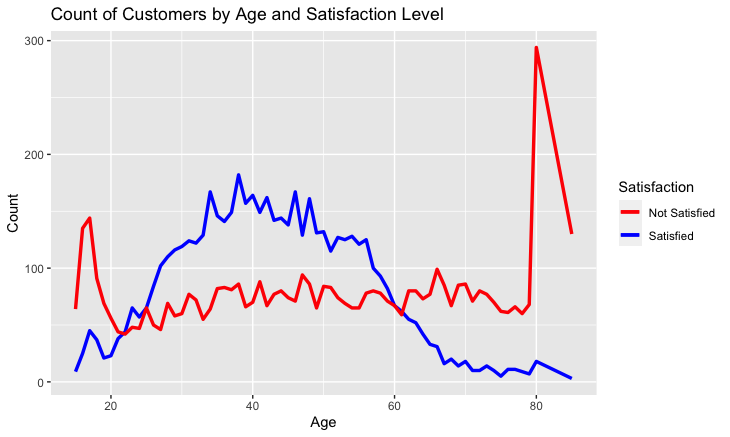 Count of Customers by Age and Satisfaction Level
300
200
100
0
Count
20 40 60 80
Age
Satisfaction
Not Satisfied
Satisfied